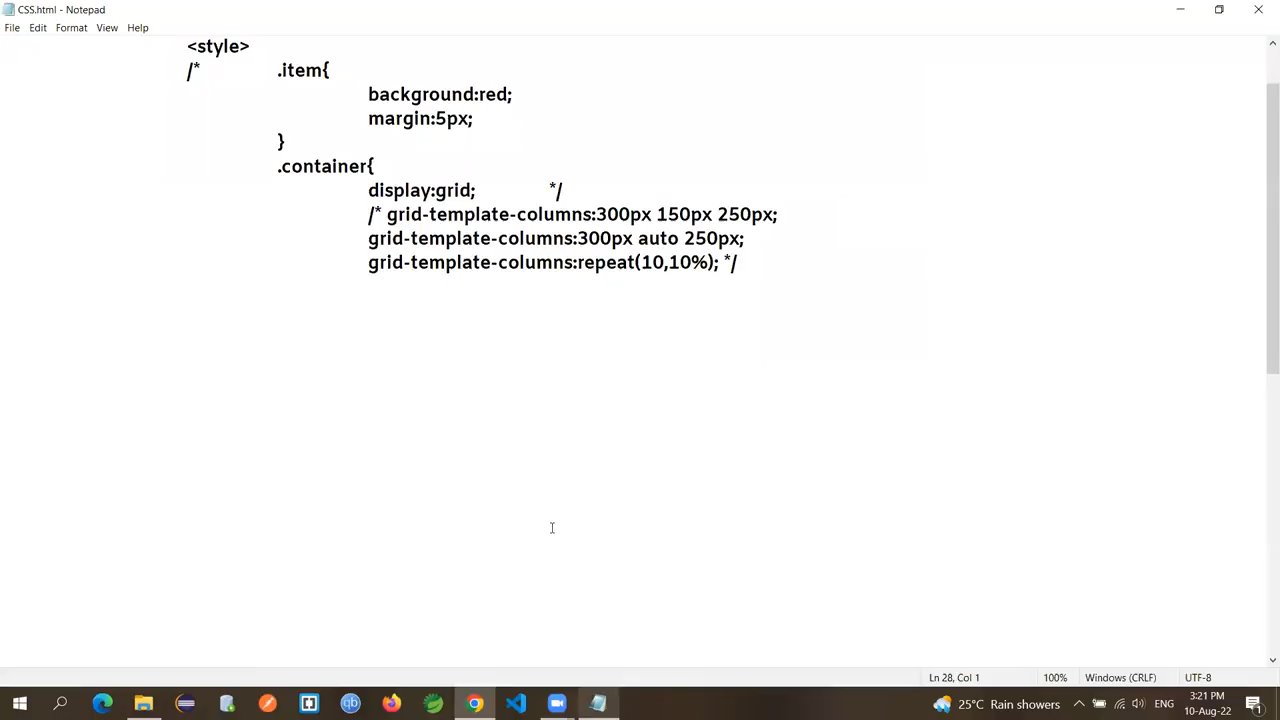 CSS.html - Notepad
File Edit Format View Help
<style>
/* .item{
background:red;
margin:5px;
}
.container{
display:grid; */
/* grid-template-columns:300px 150px 250px;
grid-template-columns:300px auto 250px;
grid-template-columns:repeat(10,10%); */
Ln 28, Col 1 100% Windows (CRLF) UTF-8
qb 25°C Rain showers ENG 3:21 PM
10-Aug-22 1